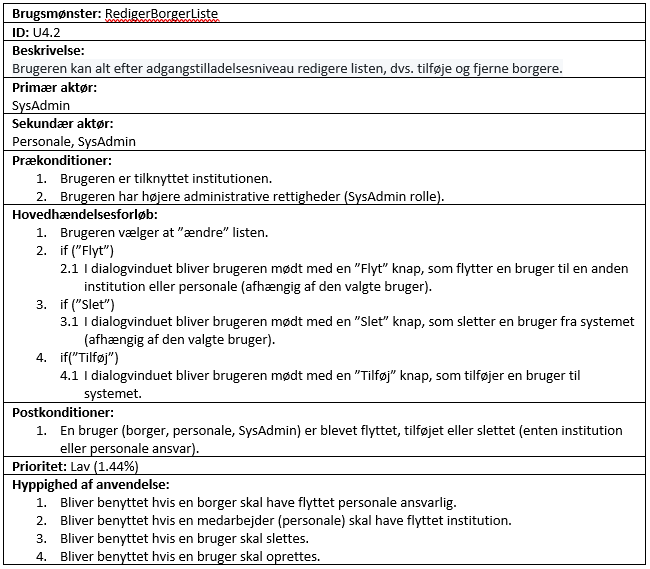 Brugsmønster: RedigerBorgerListe
ID: U4.2
Beskrivelse:
Brugeren kan alt efter adgangstilladelsesniveau redigere listen, dvs. tilføje og fjerne borgere.
Primær aktør:
SysAdmin
Sekundær aktør:
Personale, SysAdmin
Prækonditioner:
1. Brugeren er tilknyttet institutionen.
2. Brugeren har højere administrative rettigheder (SysAdmin rolle).
Hovedhændelsesforløb:
1. Brugeren vælger at ”ændre” listen.
2. if (”Flyt”)
2.1 I dialogvinduet bliver brugeren mødt med en ”Flyt” knap, som flytter en bruger til en anden
institution eller personale (afhængig af den valgte bruger).
3. if (”Slet”)
3.1 I dialogvinduet bliver brugeren mødt med en ”Slet” knap, som sletter en bruger fra systemet
(afhængig af den valgte bruger).
4. if(”Tilføj”)
4.1 I dialogvinduet bliver brugeren mødt med en ”Tilføj” knap, som tilføjer en bruger til
systemet.
Postkonditioner:
1. En bruger (borger, personale, SysAdmin) er blevet flyttet, tilføjet eller slettet (enten institution
eller personale ansvar).
Prioritet: Lav (1.44%)
Hyppighed af anvendelse:
1. Bliver benyttet hvis en borger skal have flyttet personale ansvarlig.
2. Bliver benyttet hvis en medarbejder (personale) skal have flyttet institution.
3. Bliver benyttet hvis en bruger skal slettes.
4. Bliver benyttet hvis en bruger skal oprettes.